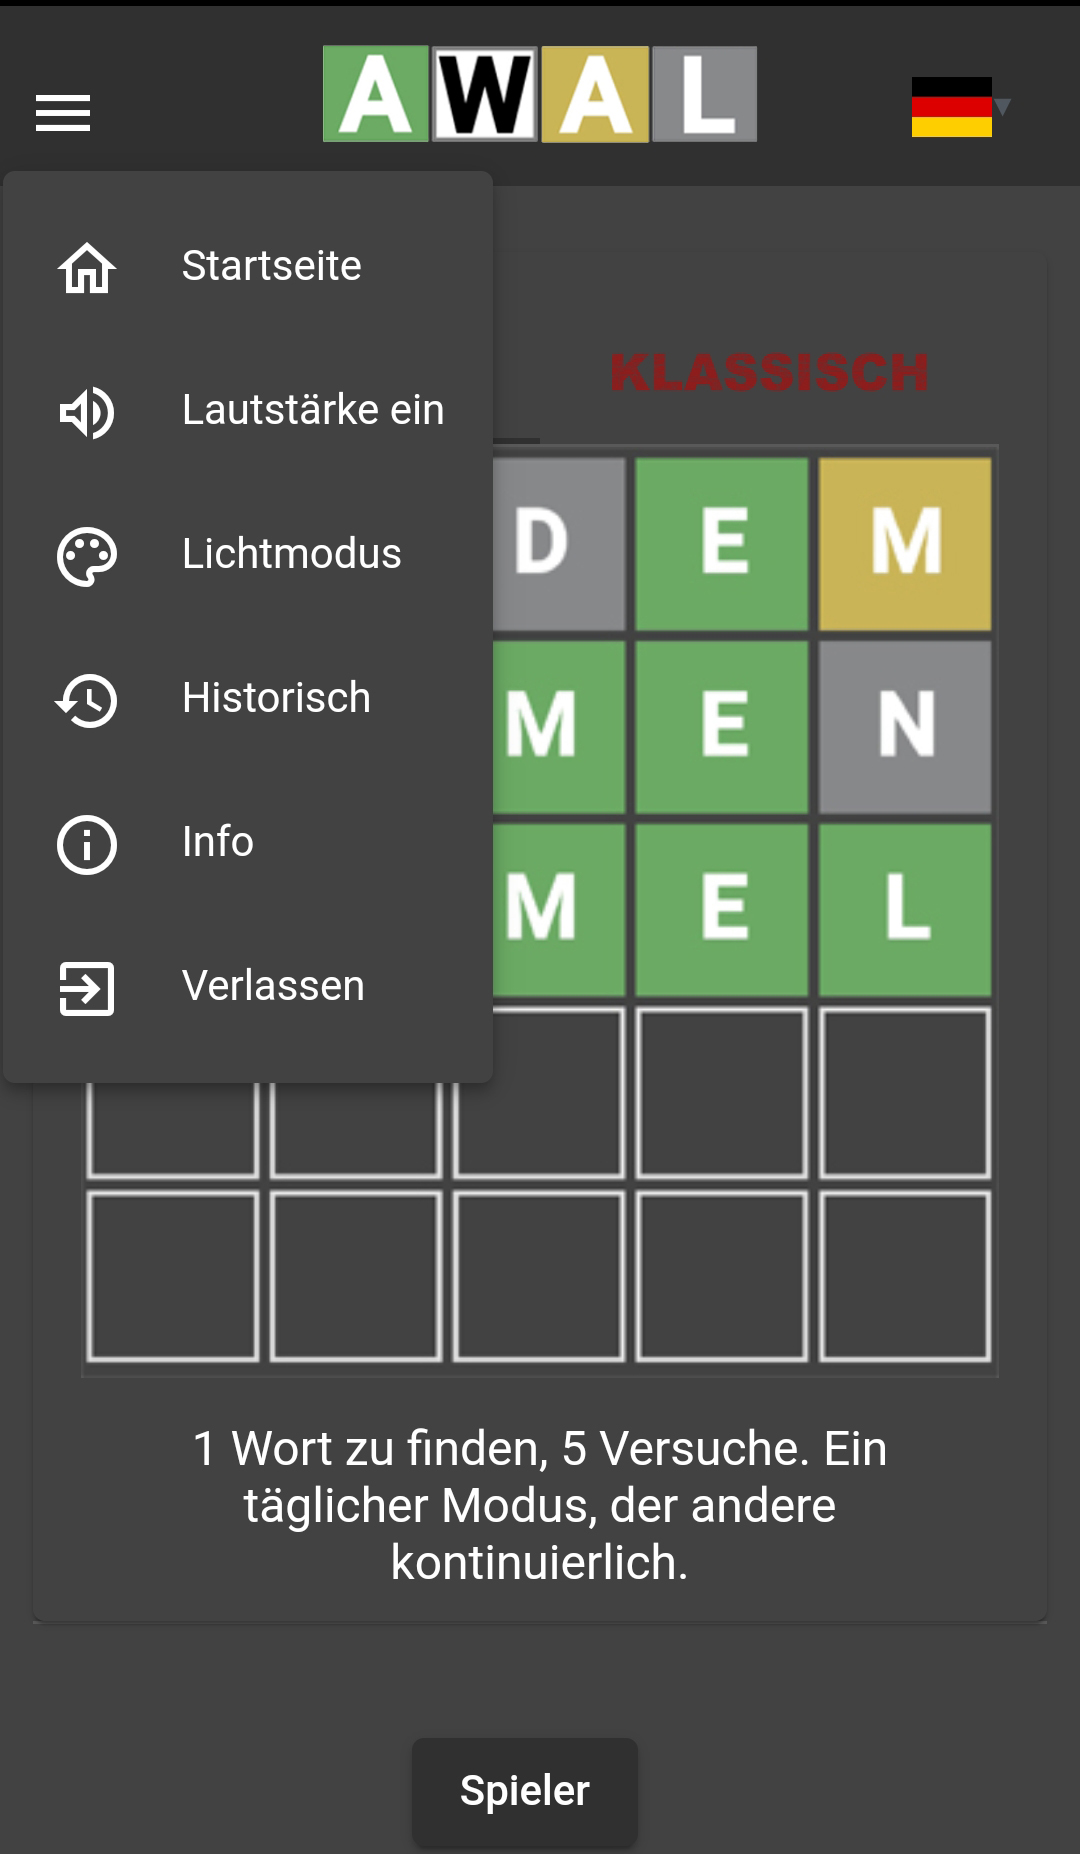 AWAL
Startseite
Lautstärke ein
Lichtmodus
Historisch
Info
Verlassen
KLASSISCH
D E M
M E N
M E L
1 Wort zu finden, 5 Versuche. Ein
täglicher Modus, der andere
kontinuierlich.
Spieler